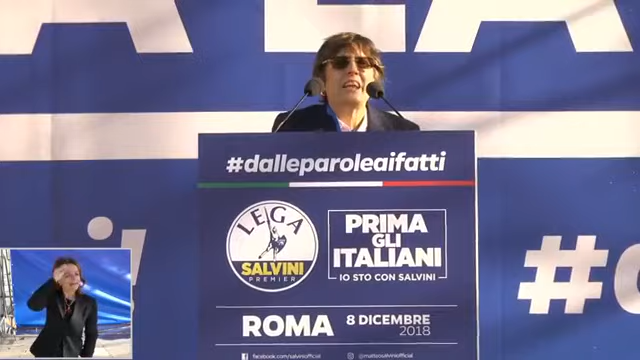 #dalleparoleaifatti
LEGA
SALVINI
PREMIER
PRIMA
GLI
ITALIANI
IO STO CON SALVINI
ROMA
8 DICEMBRE
2018
facebook.com/salviniofficial
@matteosalviniofficial